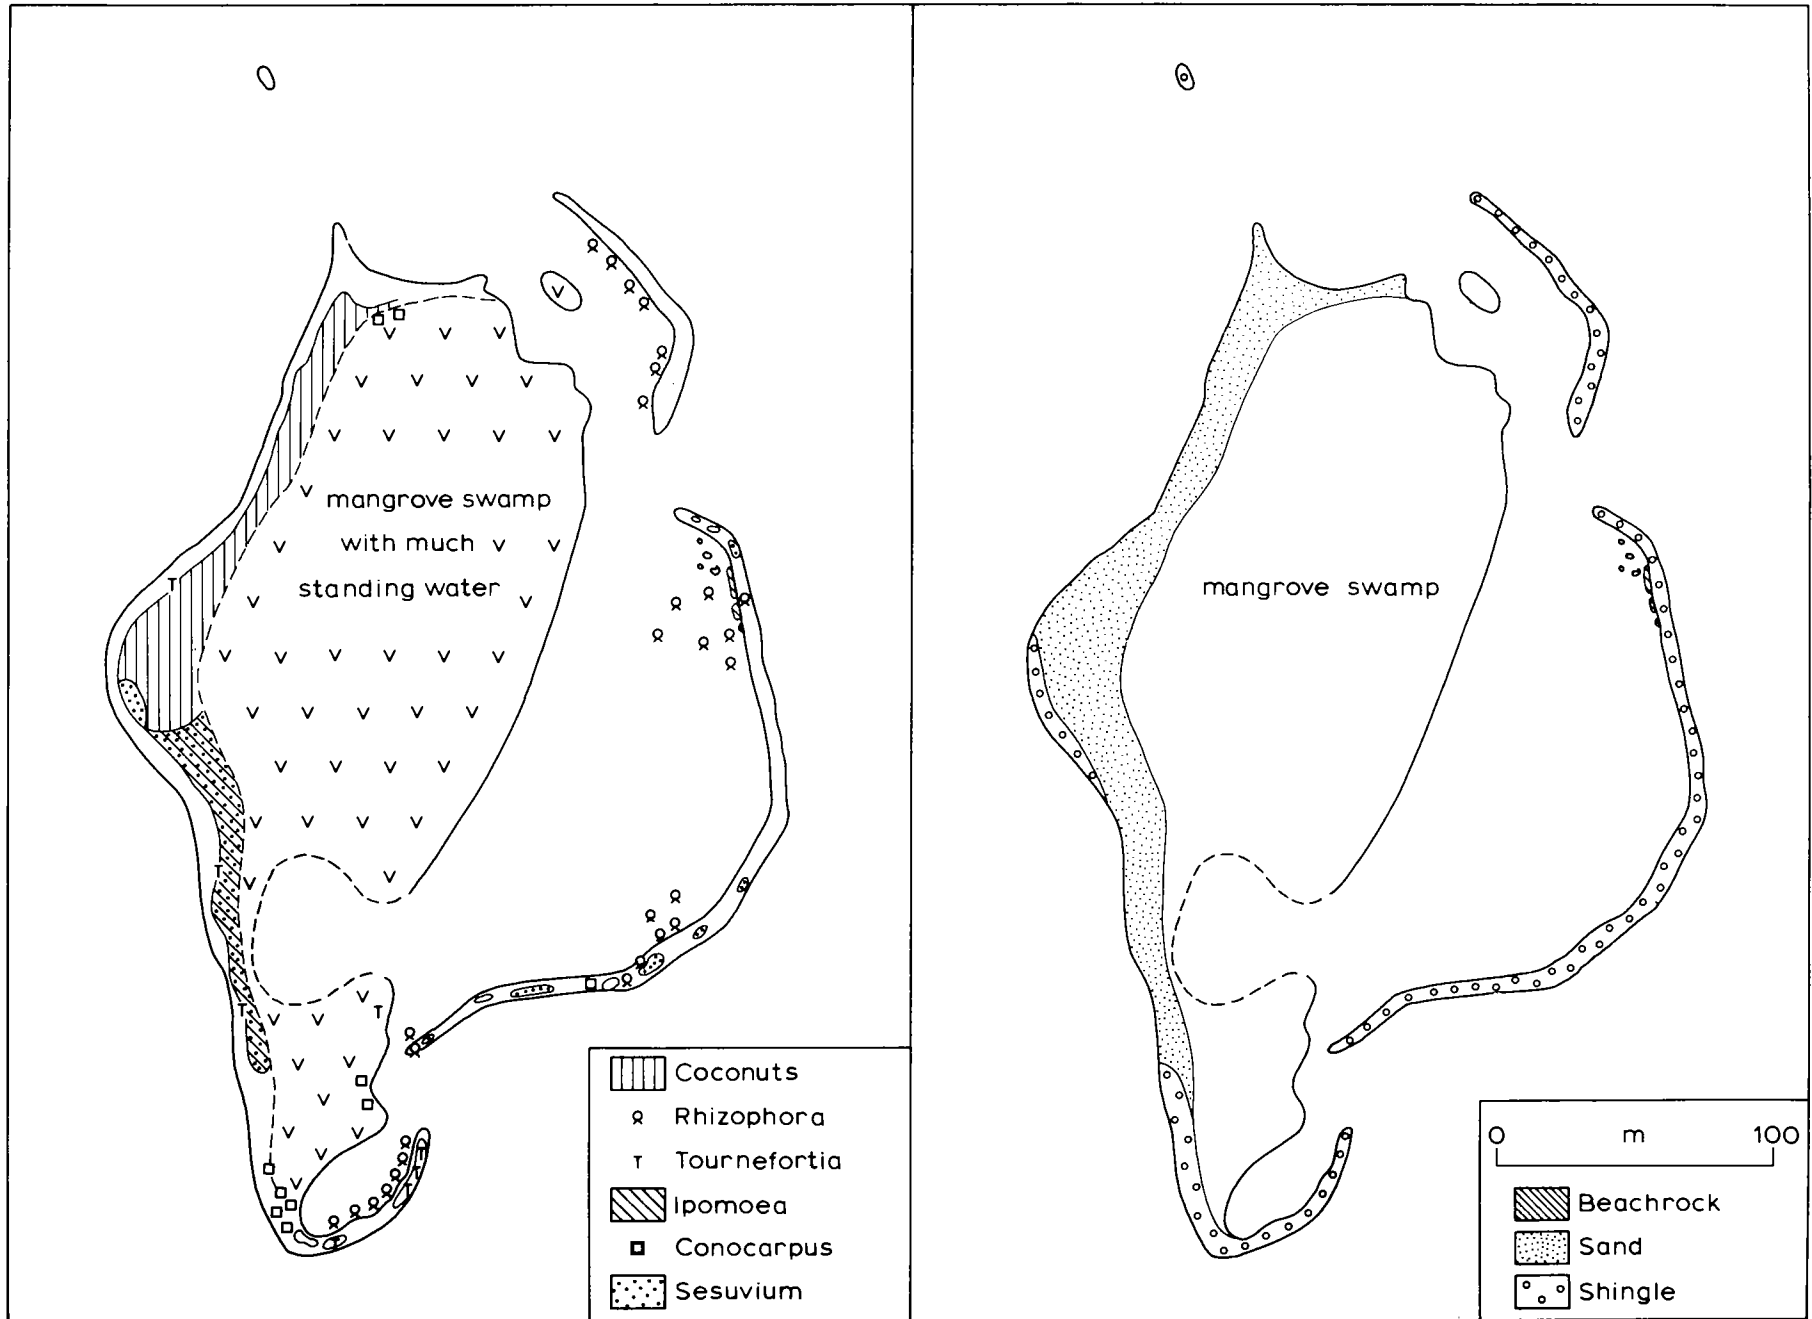 mangrove swamp
with much
standing water
Coconuts
Rhizophora
T Tournefortia
Ipomoea
Conocarpus
Sesuvium
mangrove swamp
0 m 100
Beachrock
Sand
Shingle